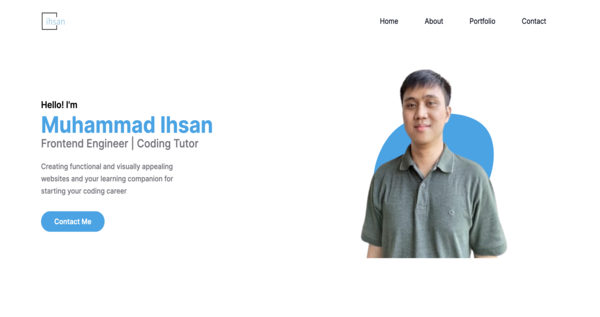 ihsan
Home About Portfolio Contact
Hello! I'm
Muhammad Ihsan
Frontend Engineer | Coding Tutor
Creating functional and visually appealing
websites and your learning companion for
starting your coding career
Contact Me